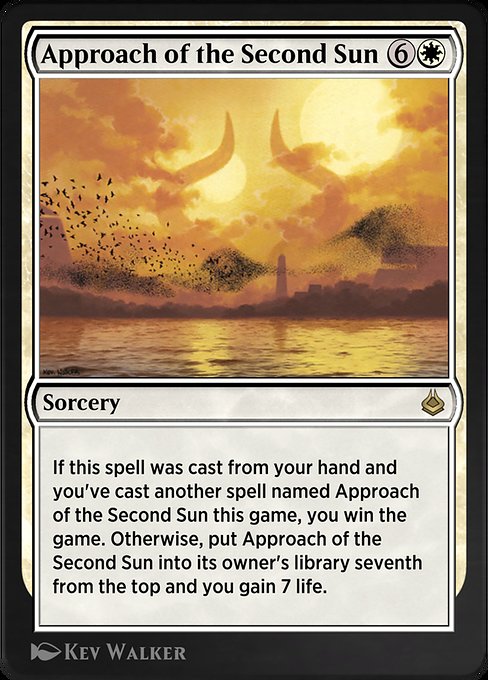 Approach of the Second Sun 6
Kev Walker
Sorcery
If this spell was cast from your hand and
you've cast another spell named Approach
of the Second Sun this game, you win the
game. Otherwise, put Approach of the
Second Sun into its owner's library seventh
from the top and you gain 7 life.
Kev Walker